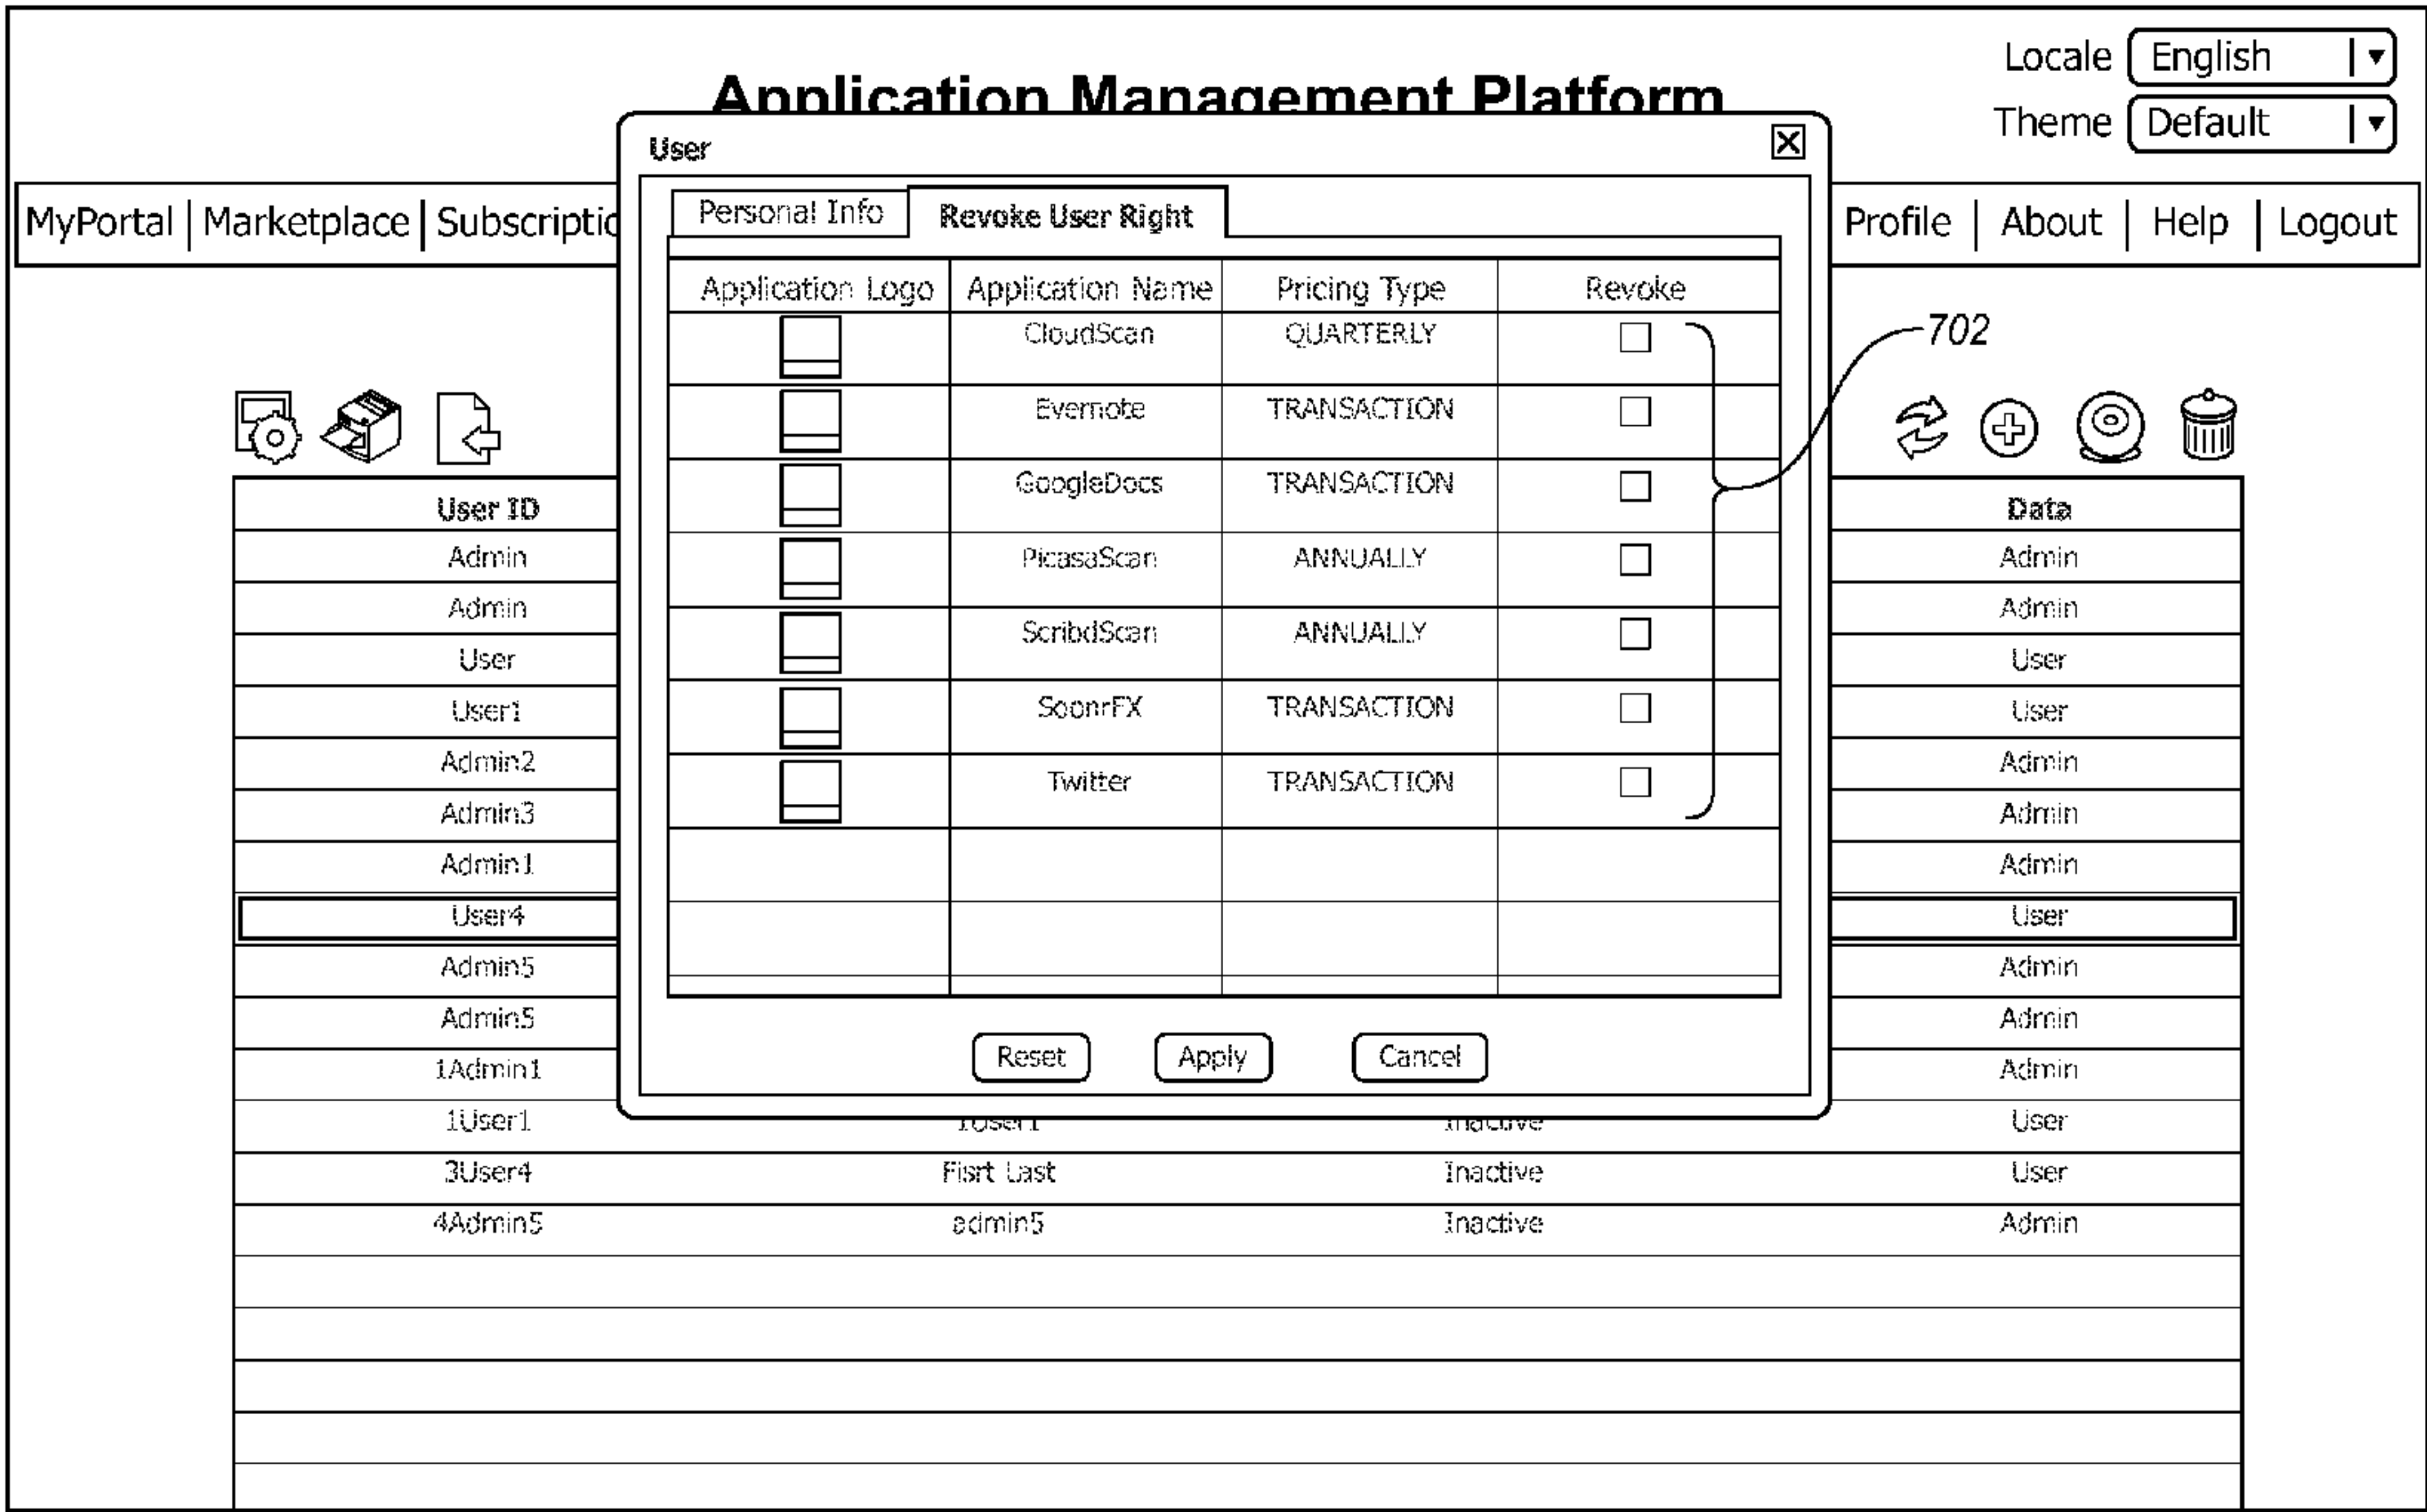 Locale English
Application Management Platform
Theme Default
User
MyPortal | Marketplace | Subscriptio
Profile | About | Help | Logout
Personal Info Revoke User Right
Application Logo Application Name Pricing Type Revoke
CloudScan QUARTERLY
702
Evernote TRANSACTION
GoogleDocs TRANSACTION
PicasaScan ANNUALLY
ScribdScan ANNUALLY
SoonrFX TRANSACTION
Twitter TRANSACTION
Reset Apply Cancel
User ID Data
Admin Admin
Admin Admin
User User
User1 User
Admin2 Admin
Admin3 Admin
Admin1 Admin
User4 User
Admin5 Admin
Admin5 Admin
1Admin1 Admin
1User1 1User1 Inactive User
3User4 Fisrt Last Inactive User
4Admin5 admin5 Inactive Admin